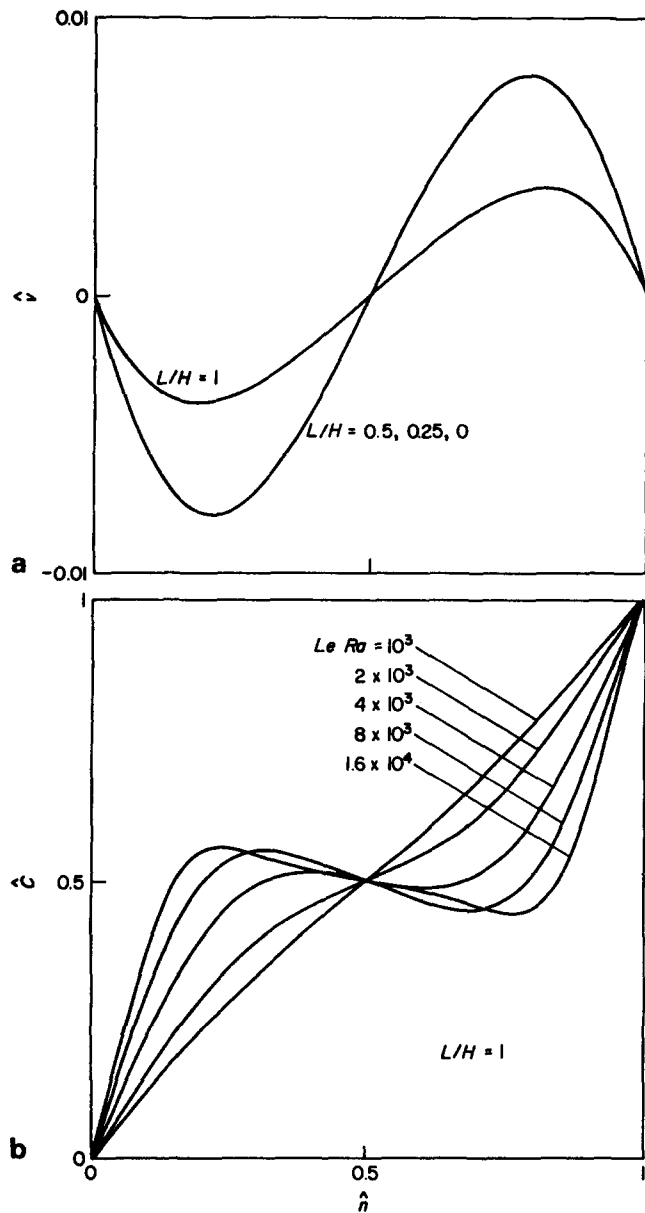 0.01
0
v̂
L/H = 1
L/H = 0.5, 0.25, 0
a
-0.01
1
Le Ra = 10³
2 x 10³
4 x 10³
8 x 10³
1.6 x 10⁴
Ĉ
0.5
L/H = 1
b
0
0
0.5
1
n̂